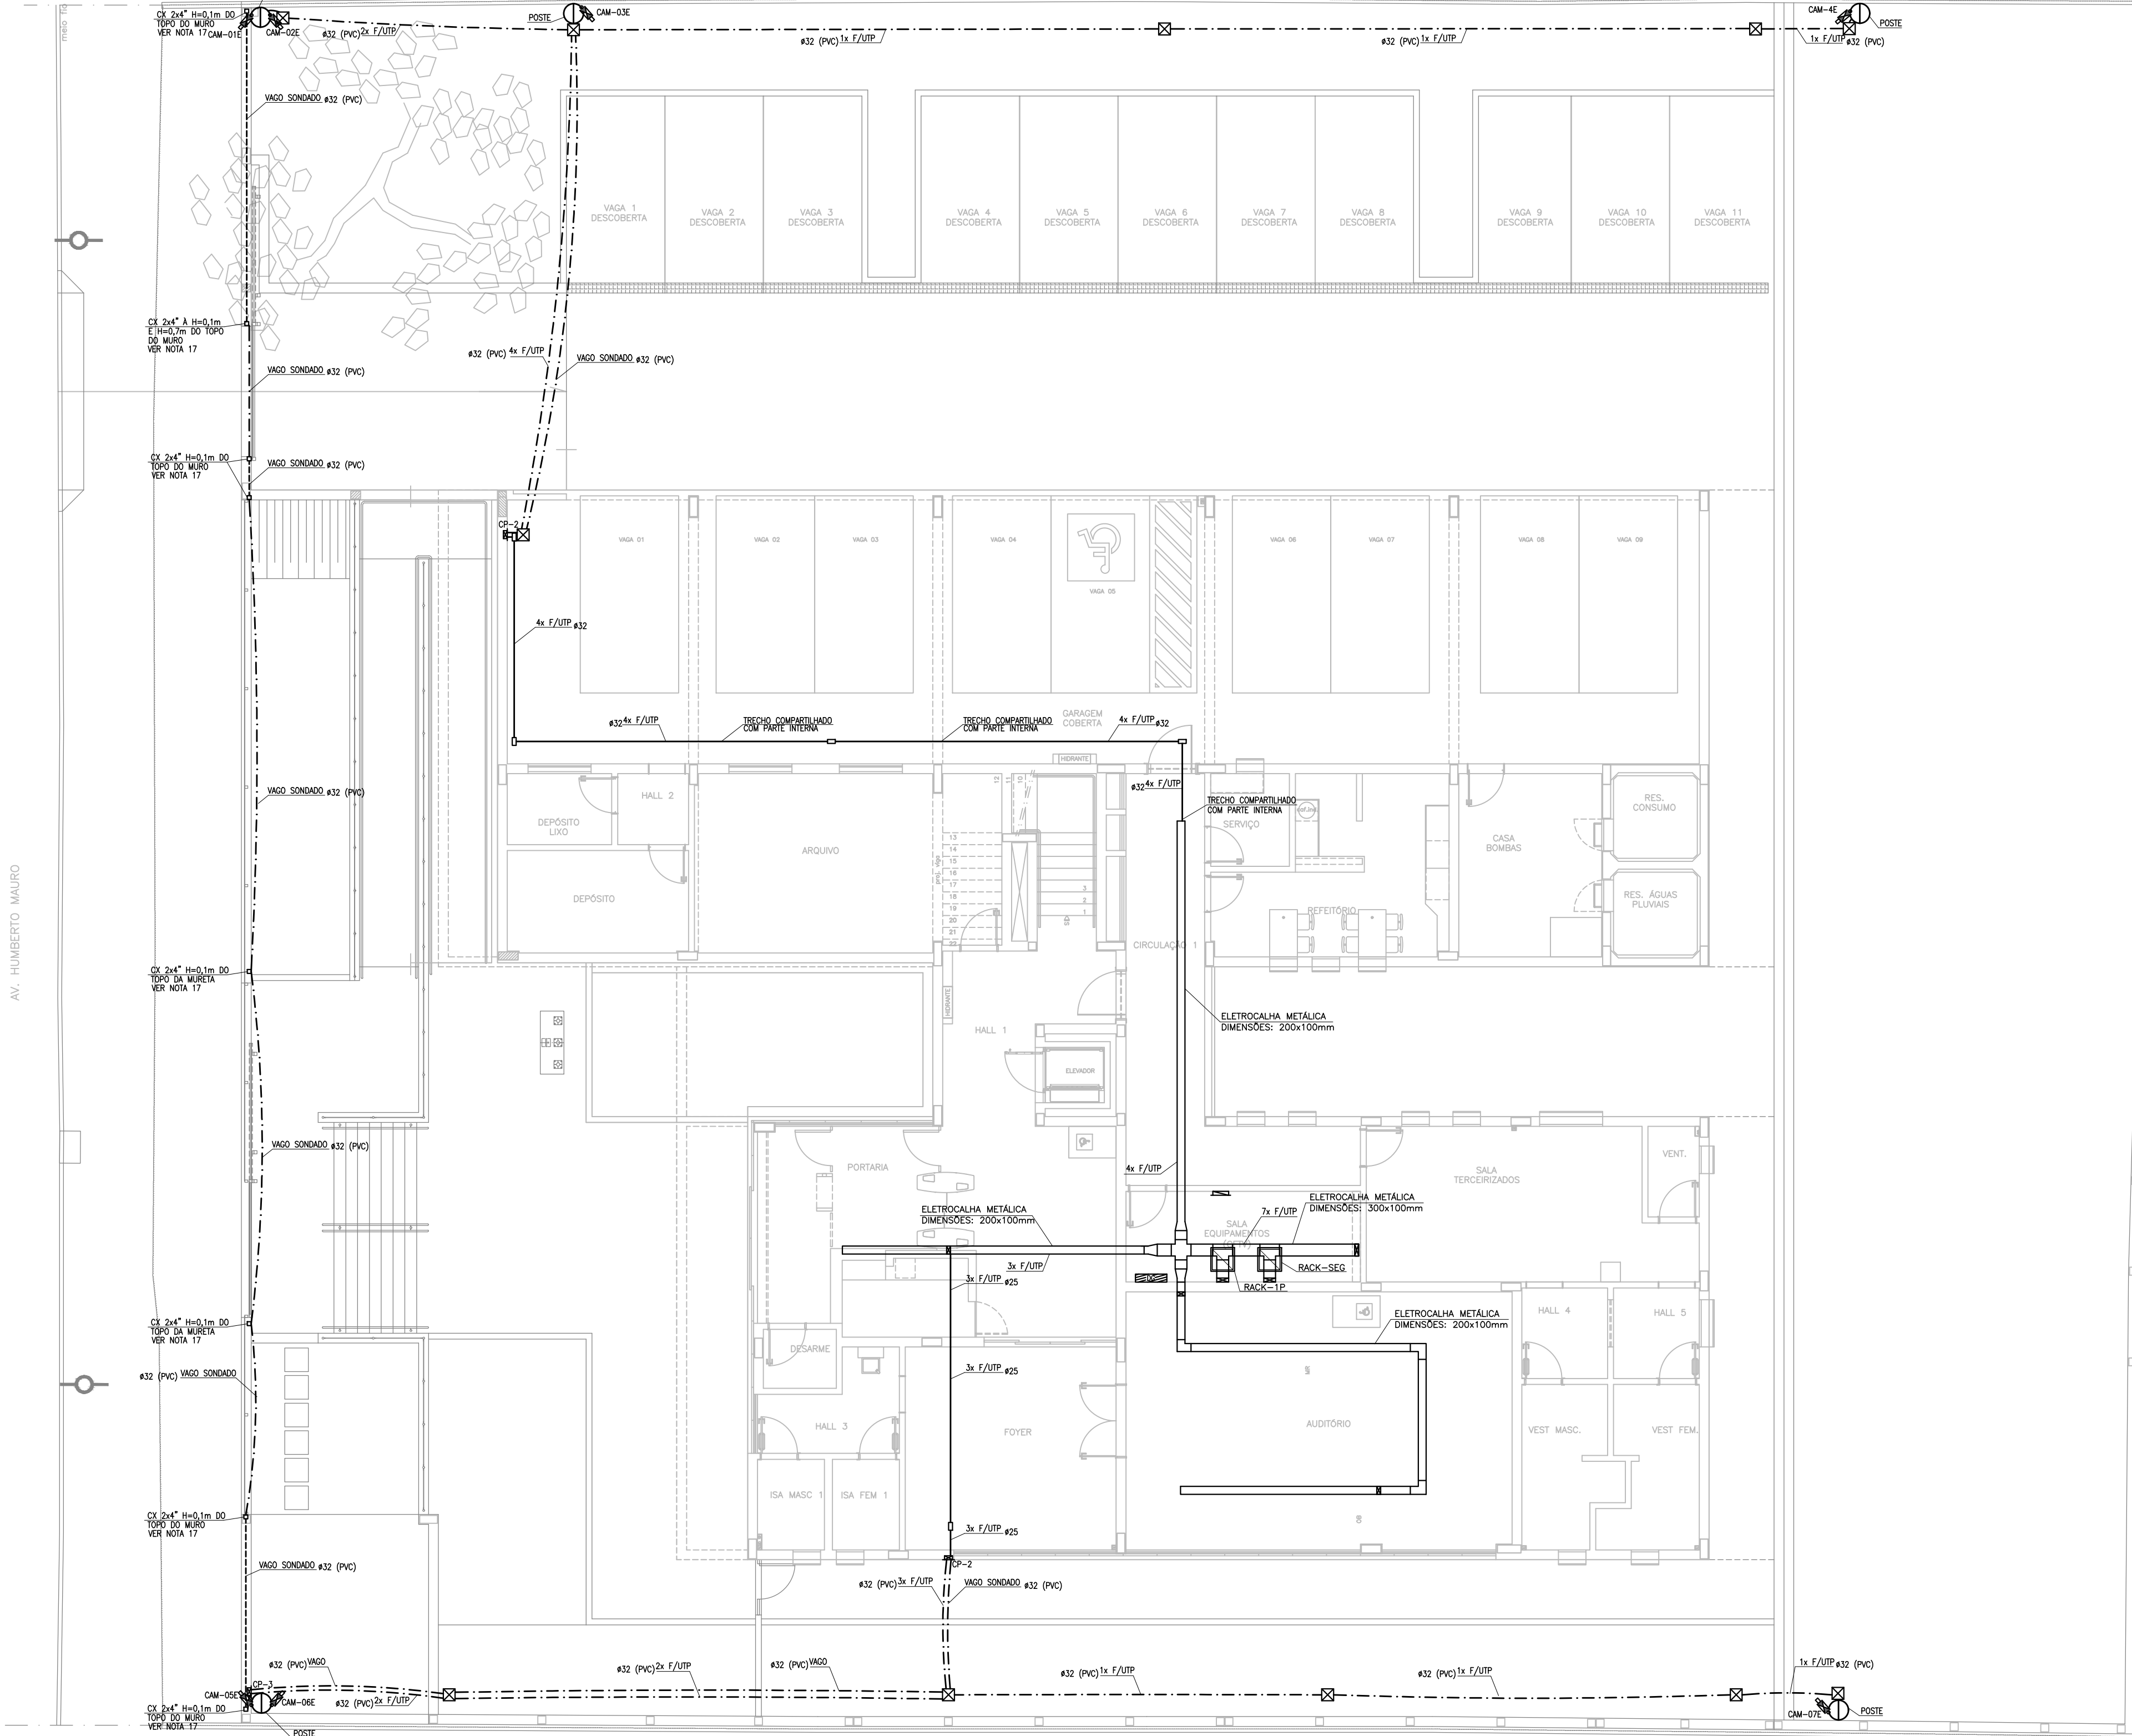 CX 2x4" H=0,1m DO
TOPO DO MURO
VER NOTA 17
CAM-01E
CAM-02E
ø32 (PVC) 2x F/UTP
POSTE
CAM-03E
ø32 (PVC) 1x F/UTP
ø32 (PVC) 1x F/UTP
CAM-4E
POSTE
1x F/UTP ø32 (PVC)
meio fio
VAGO SONDADO ø32 (PVC)
VAGA 1
DESCOBERTA
VAGA 2
DESCOBERTA
VAGA 3
DESCOBERTA
VAGA 4
DESCOBERTA
VAGA 5
DESCOBERTA
VAGA 6
DESCOBERTA
VAGA 7
DESCOBERTA
VAGA 8
DESCOBERTA
VAGA 9
DESCOBERTA
VAGA 10
DESCOBERTA
VAGA 11
DESCOBERTA
CX 2x4" À H=0,1m
E H=0,7m DO TOPO
DO MURO
VER NOTA 17
VAGO SONDADO ø32 (PVC)
ø32 (PVC) 4x F/UTP
VAGO SONDADO ø32 (PVC)
CX 2x4" H=0,1m DO
TOPO DO MURO
VER NOTA 17
VAGO SONDADO ø32 (PVC)
CP-2
VAGA 01
VAGA 02
VAGA 03
VAGA 04
VAGA 05
VAGA 06
VAGA 07
VAGA 08
VAGA 09
4x F/UTP ø32
ø32 4x F/UTP
TRECHO COMPARTILHADO
COM PARTE INTERNA
TRECHO COMPARTILHADO
COM PARTE INTERNA
GARAGEM
COBERTA
4x F/UTP ø32
HIDRANTE
ø32 4x F/UTP
TRECHO COMPARTILHADO
COM PARTE INTERNA
VAGO SONDADO ø32 (PVC)
HALL 2
DEPÓSITO
LIXO
ARQUIVO
DEPÓSITO
12
11
10
13
14
15
16
17
18
19
20
21
22
3
2
1
SERVIÇO
REFEITÓRIO
CASA
BOMBAS
RES.
CONSUMO
RES. ÁGUAS
PLUVIAIS
AV. HUMBERTO MAURO
CIRCULAÇÃO 1
CX 2x4" H=0,1m DO
TOPO DA MURETA
VER NOTA 17
HIDRANTE
HALL 1
ELETROCALHA METÁLICA
DIMENSÕES: 200x100mm
ELEVADOR
VAGO SONDADO ø32 (PVC)
PORTARIA
4x F/UTP
SALA
TERCEIRIZADOS
VENT.
ELETROCALHA METÁLICA
DIMENSÕES: 200x100mm
SALA
EQUIPAMENTOS
7x F/UTP
ELETROCALHA METÁLICA
DIMENSÕES: 300x100mm
3x F/UTP
3x F/UTP ø25
RACK-SEG
RACK-1P
CX 2x4" H=0,1m DO
TOPO DA MURETA
VER NOTA 17
DESARME
ELETROCALHA METÁLICA
DIMENSÕES: 200x100mm
HALL 4
HALL 5
ø32 (PVC) VAGO SONDADO
3x F/UTP ø25
HALL 3
FOYER
AUDITÓRIO
VEST MASC.
VEST FEM.
ISA MASC 1
ISA FEM 1
CX 2x4" H=0,1m DO
TOPO DO MURO
VER NOTA 17
3x F/UTP ø25
CP-2
VAGO SONDADO ø32 (PVC)
ø32 (PVC) 3x F/UTP
VAGO SONDADO ø32 (PVC)
ø32 (PVC) VAGO
ø32 (PVC) 2x F/UTP
ø32 (PVC) VAGO
ø32 (PVC) 1x F/UTP
ø32 (PVC) 1x F/UTP
1x F/UTP ø32 (PVC)
CP-3
CAM-05E
CAM-06E
ø32 (PVC) 2x F/UTP
CX 2x4" H=0,1m DO
TOPO DO MURO
VER NOTA 17
POSTE
CAM-07E
POSTE